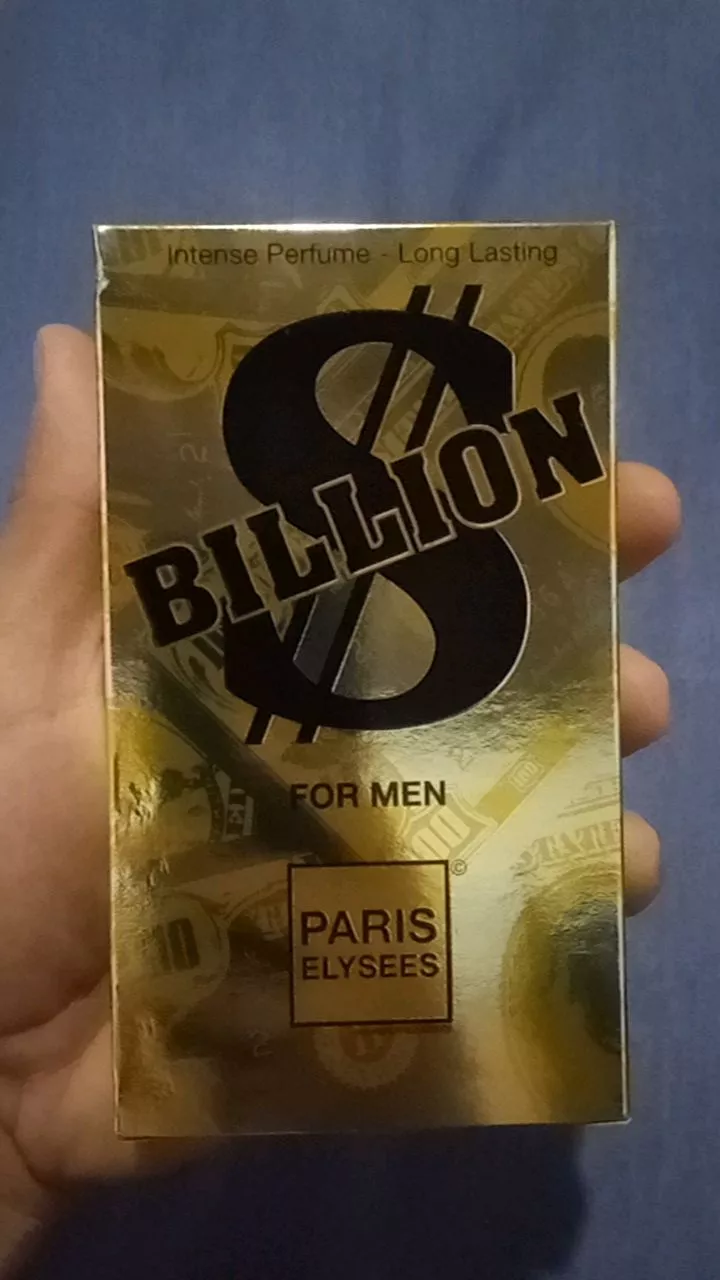 Intense Perfume - Long Lasting
$
BILLION
FOR MEN
©
PARIS
ELYSEES